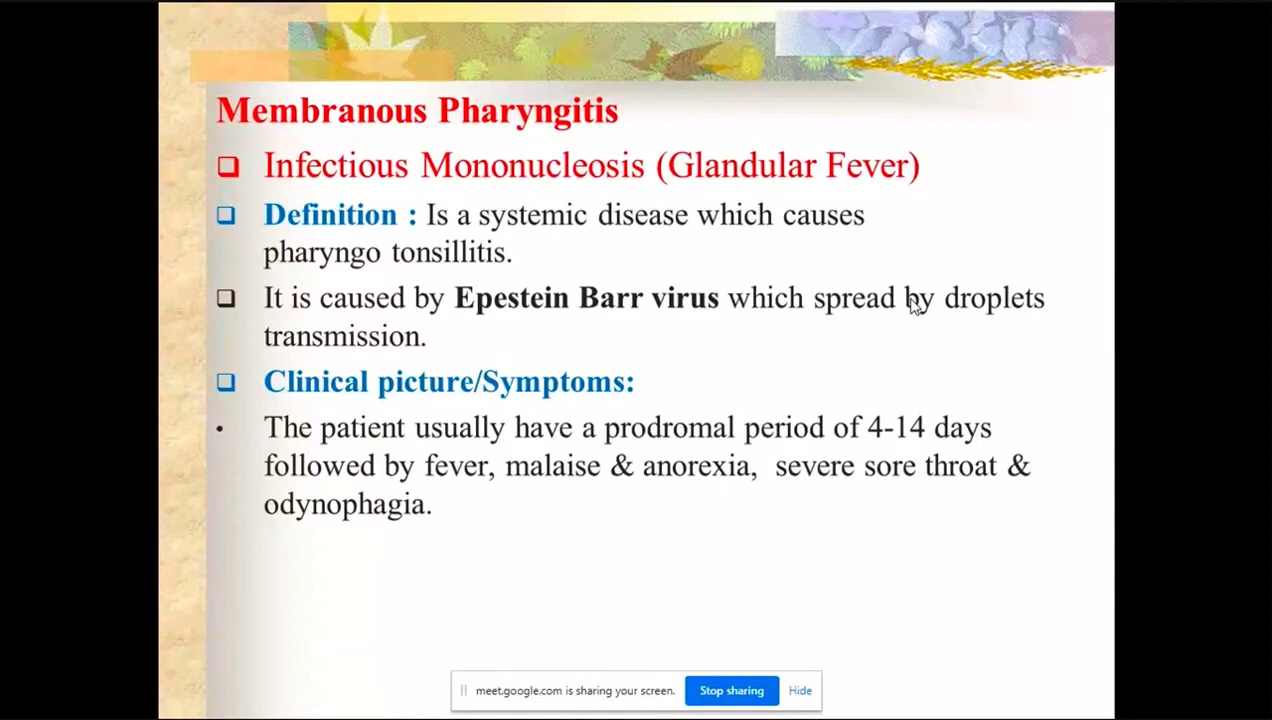 Membranous Pharyngitis
Infectious Mononucleosis (Glandular Fever)
Definition : Is a systemic disease which causes
pharyngo tonsillitis.
It is caused by Epestein Barr virus which spread by droplets
transmission.
Clinical picture/Symptoms:
• The patient usually have a prodromal period of 4-14 days
followed by fever, malaise & anorexia, severe sore throat &
odynophagia.
meet.google.com is sharing your screen. Stop sharing Hide